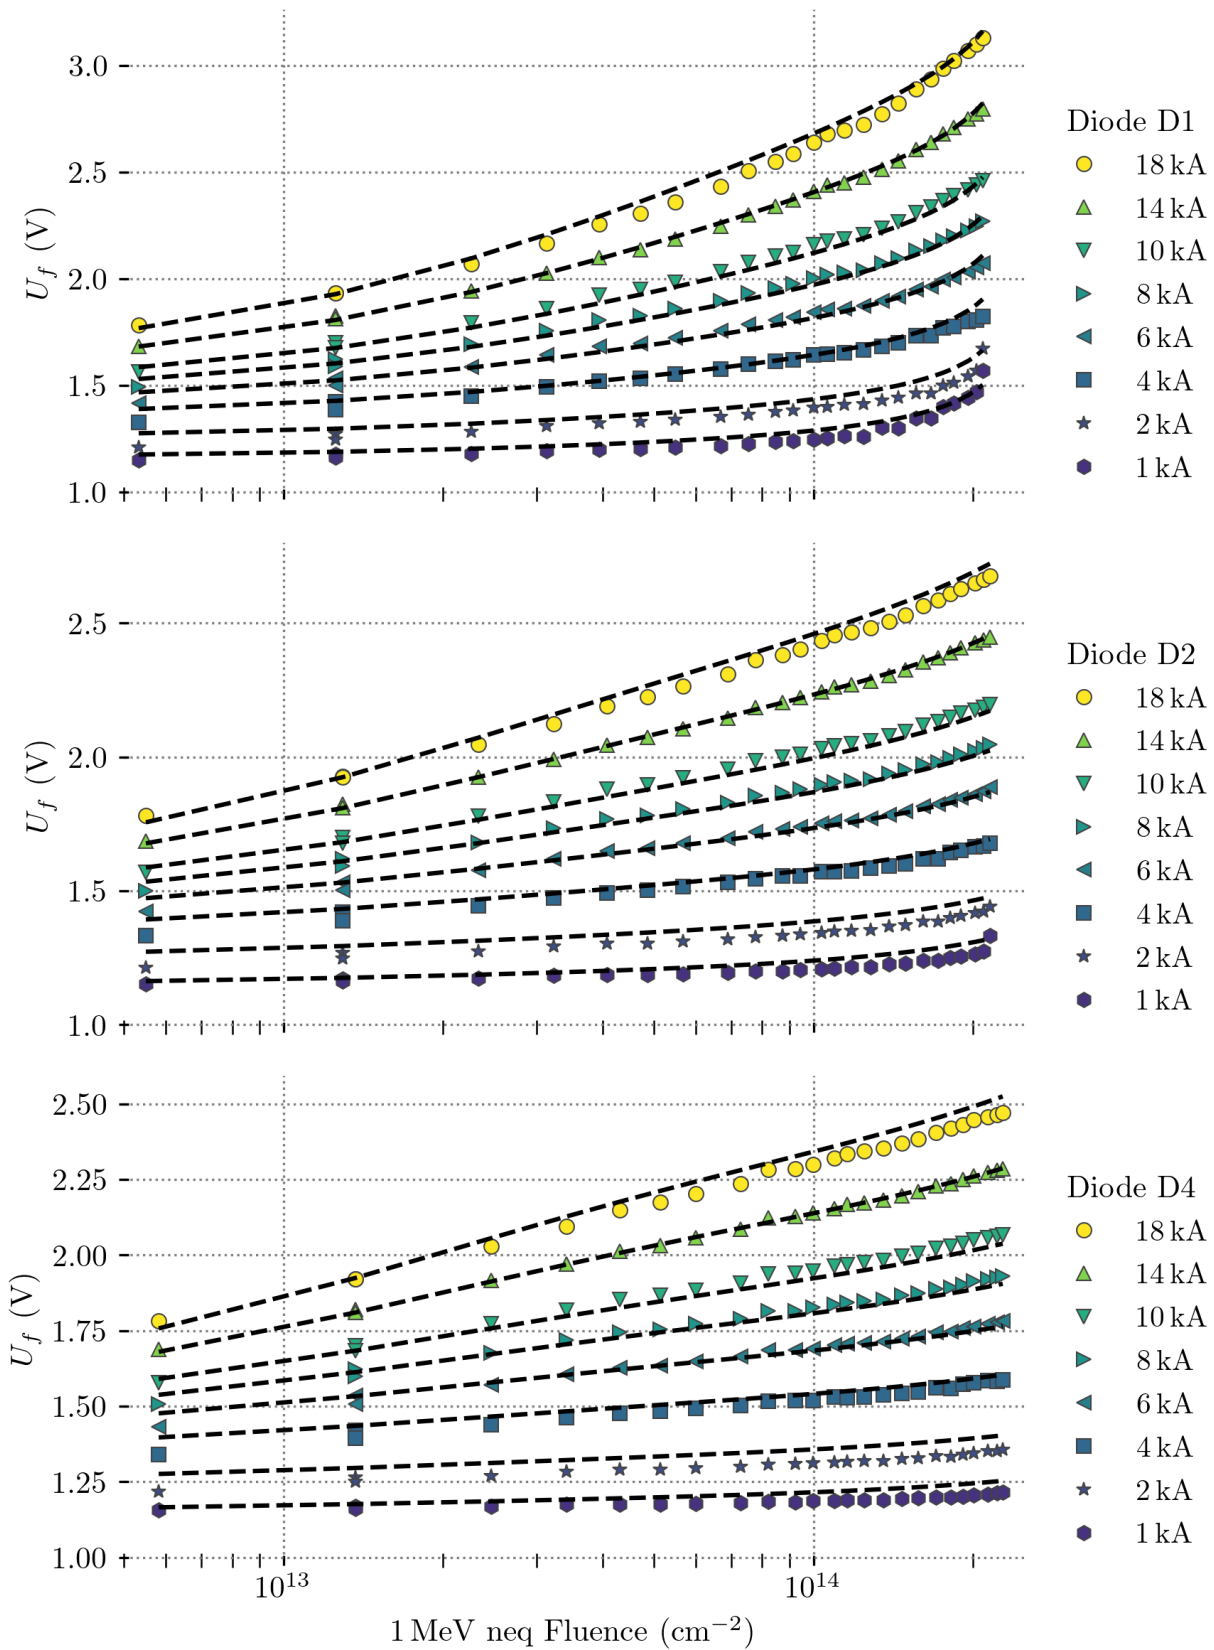 3.0
2.5
2.0
1.5
1.0
U_f (V)
Diode D1
18 kA
14 kA
10 kA
8 kA
6 kA
4 kA
2 kA
1 kA
2.5
2.0
1.5
1.0
U_f (V)
Diode D2
18 kA
14 kA
10 kA
8 kA
6 kA
4 kA
2 kA
1 kA
2.50
2.25
2.00
1.75
1.50
1.25
1.00
U_f (V)
Diode D4
18 kA
14 kA
10 kA
8 kA
6 kA
4 kA
2 kA
1 kA
10¹³ 10¹⁴
1 MeV neq Fluence (cm⁻²)